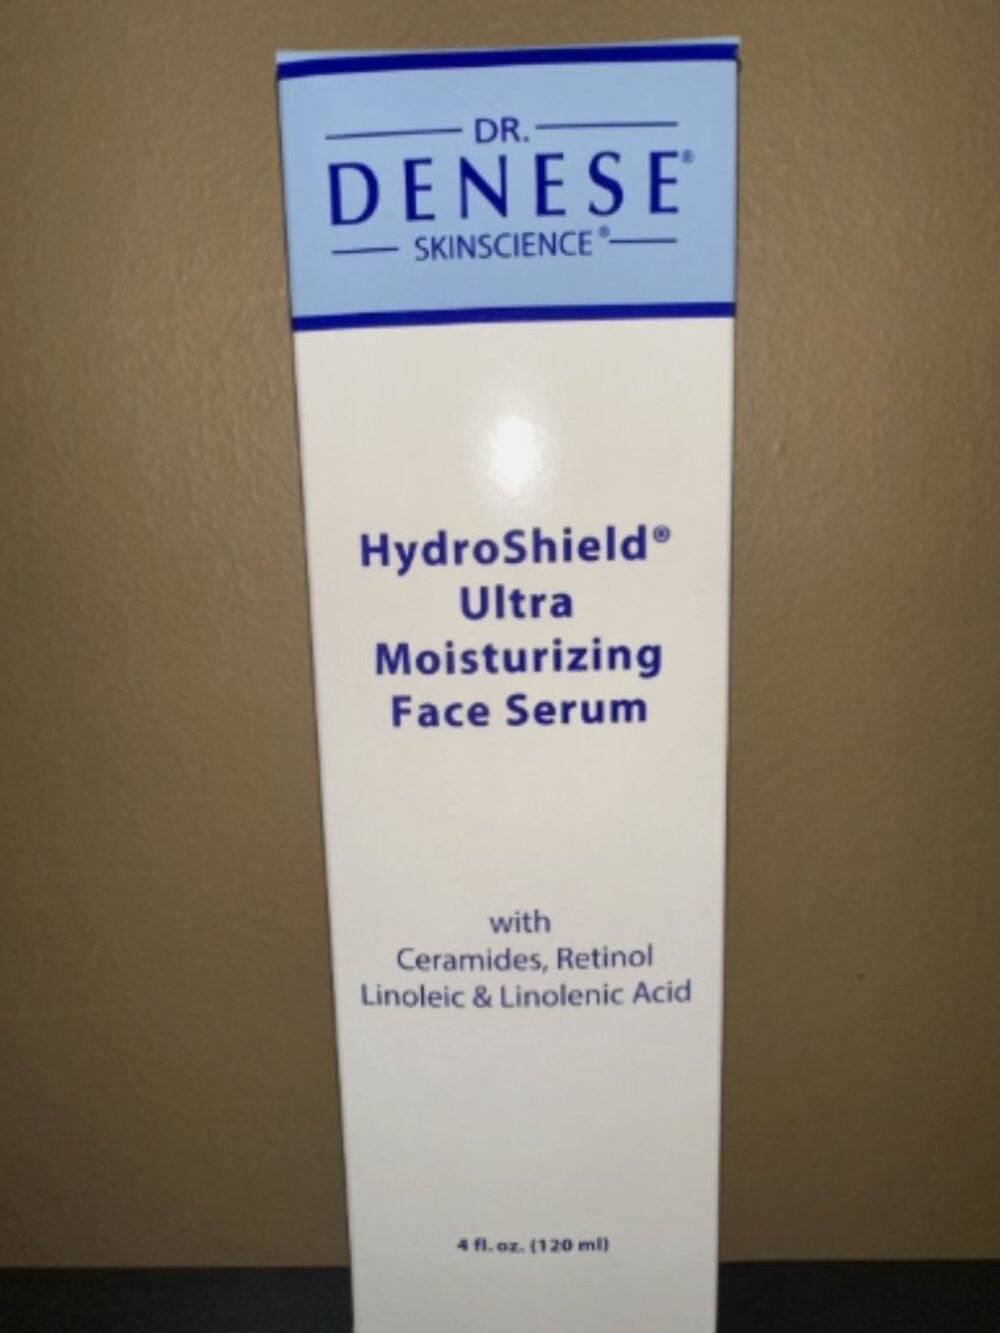 DR.
DENESE®
SKINSCIENCE®
HydroShield®
Ultra
Moisturizing
Face Serum
with
Ceramides, Retinol
Linoleic & Linolenic Acid
4 fl. oz. (120 ml)